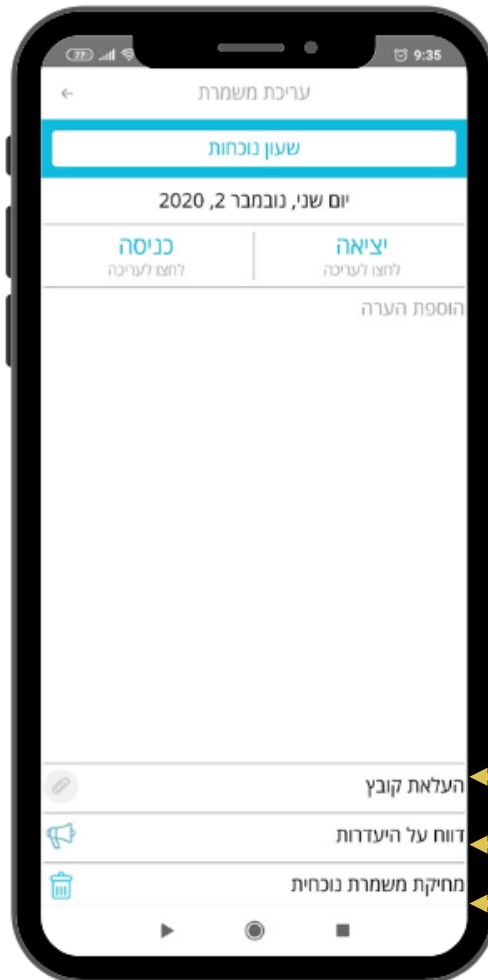 77 9:35
עריכת משמרת
שעון נוכחות
יום שני, נובמבר 2, 2020
יציאה כניסה
לחצו לעריכה לחצו לעריכה
הוספת הערה
העלאת קובץ
דווח על היעדרות
מחיקת משמרת נוכחית